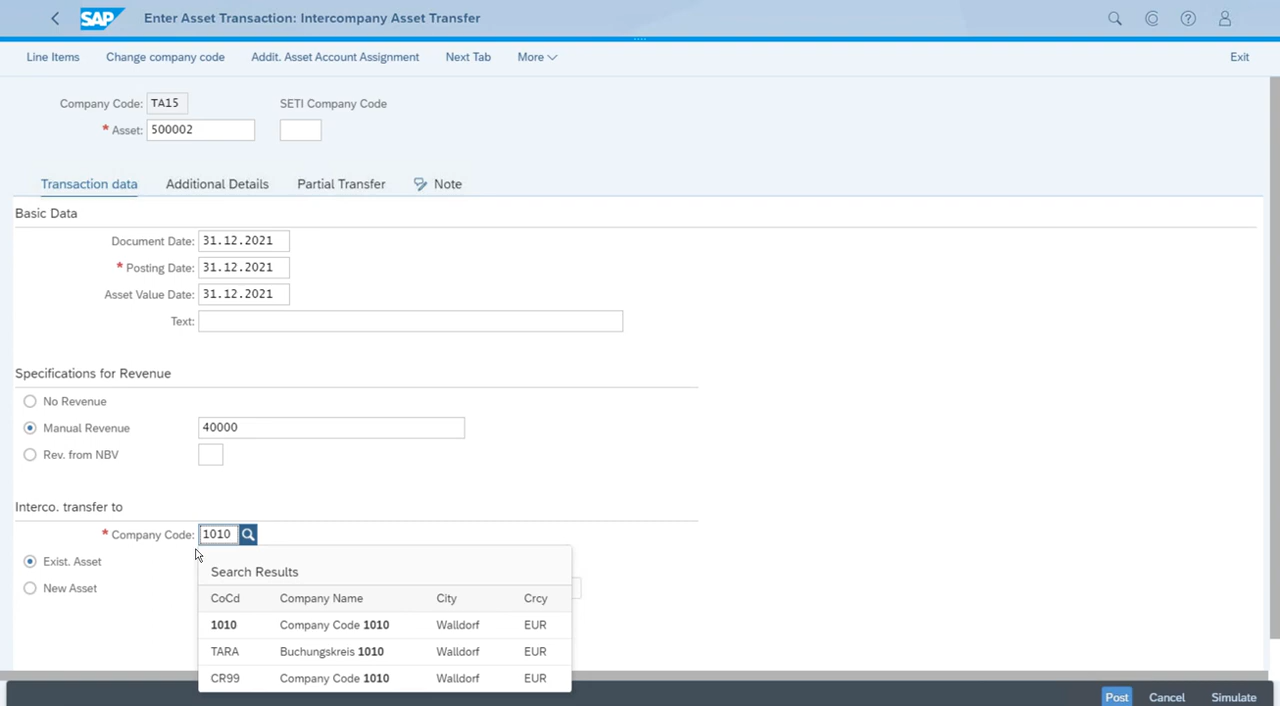 SAP Enter Asset Transaction: Intercompany Asset Transfer
Line Items Change company code Addit. Asset Account Assignment Next Tab More Exit
Company Code: TA15 SETI Company Code
* Asset: 500002
Transaction data Additional Details Partial Transfer Note
Basic Data
Document Date: 31.12.2021
* Posting Date: 31.12.2021
Asset Value Date: 31.12.2021
Text:
Specifications for Revenue
No Revenue
Manual Revenue 40000
Rev. from NBV
Interco. transfer to
* Company Code: 1010
Exist. Asset
New Asset
Search Results
CoCd Company Name City Crcy
1010 Company Code 1010 Walldorf EUR
TARA Buchungskreis 1010 Walldorf EUR
CR99 Company Code 1010 Walldorf EUR
Post Cancel Simulate